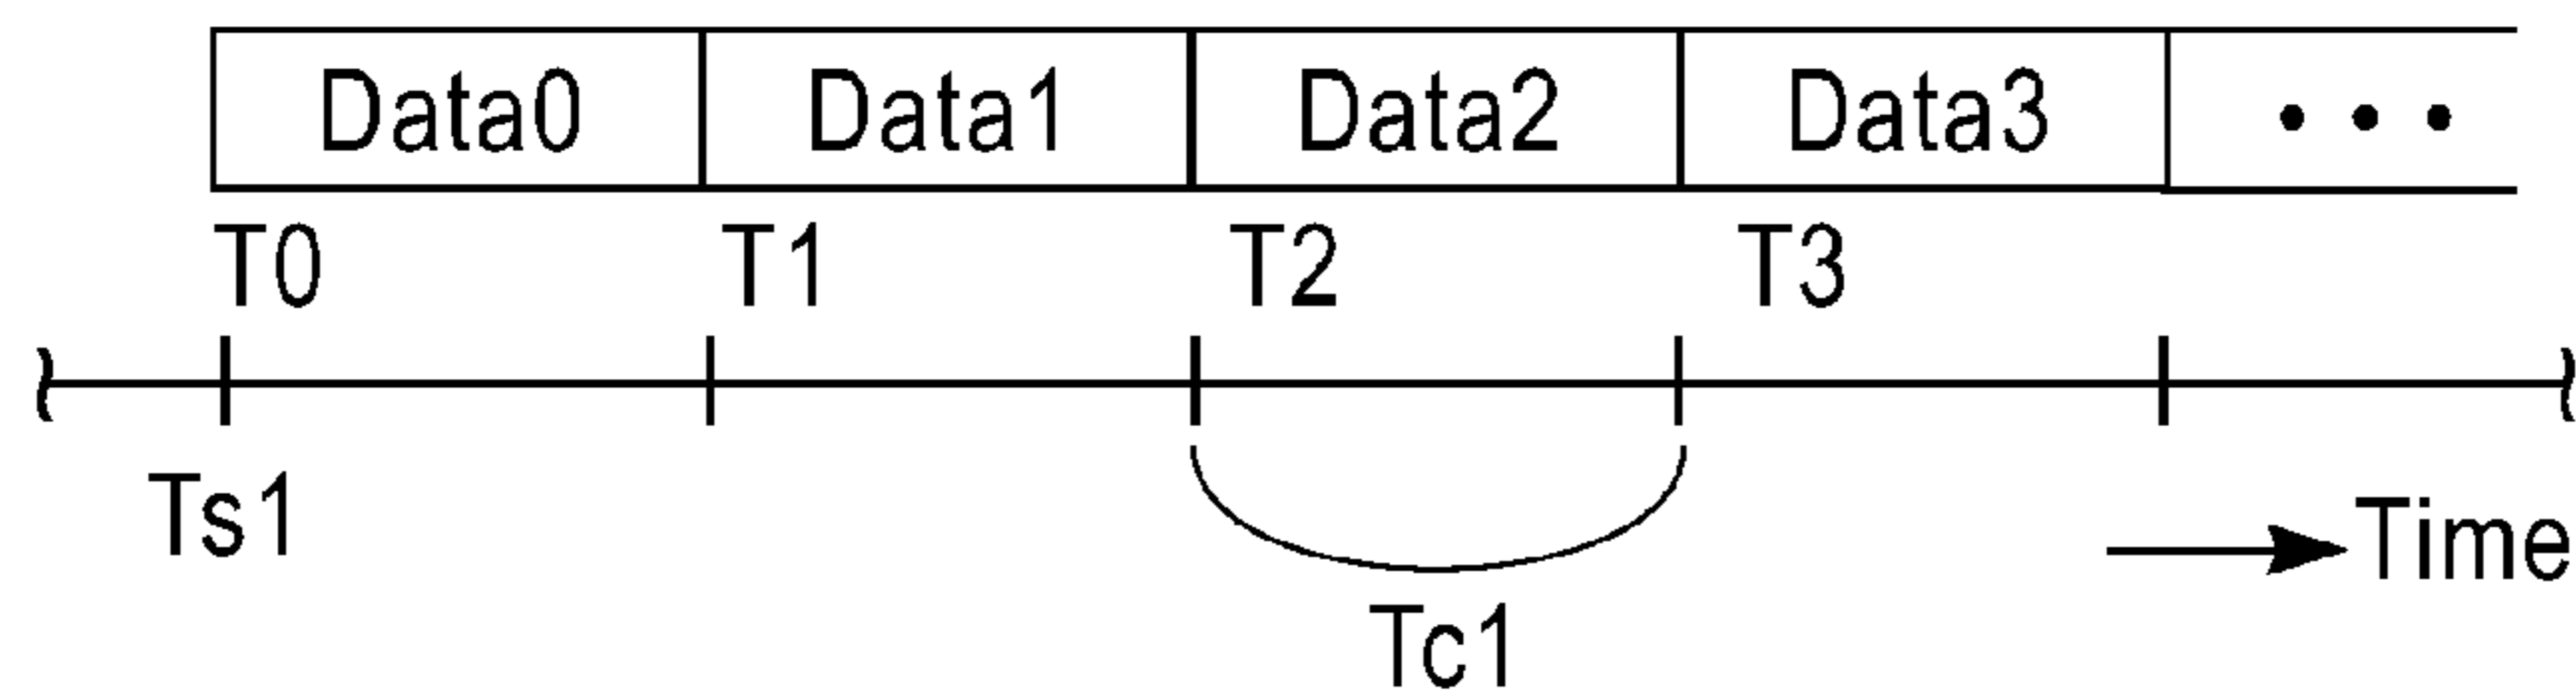 Data0 Data1 Data2 Data3 • • •
T0 T1 T2 T3
Ts1
Time
Tc1